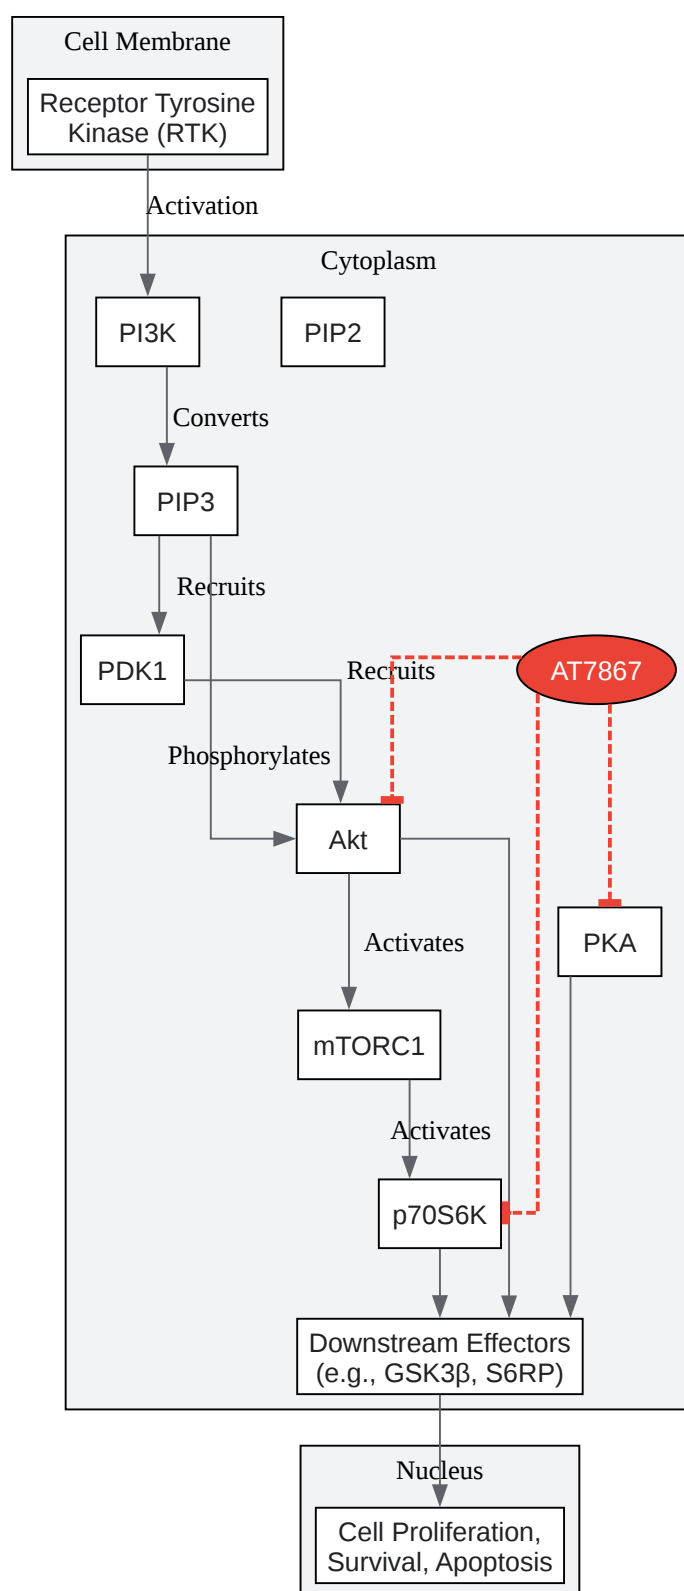 Cell Membrane
Receptor Tyrosine
Kinase (RTK)
Activation
Cytoplasm
PI3K
PIP2
Converts
PIP3
Recruits
PDK1
Recruits
AT7867
Phosphorylates
Akt
PKA
Activates
mTORC1
Activates
p70S6K
Downstream Effectors
(e.g., GSK3β, S6RP)
Nucleus
Cell Proliferation,
Survival, Apoptosis